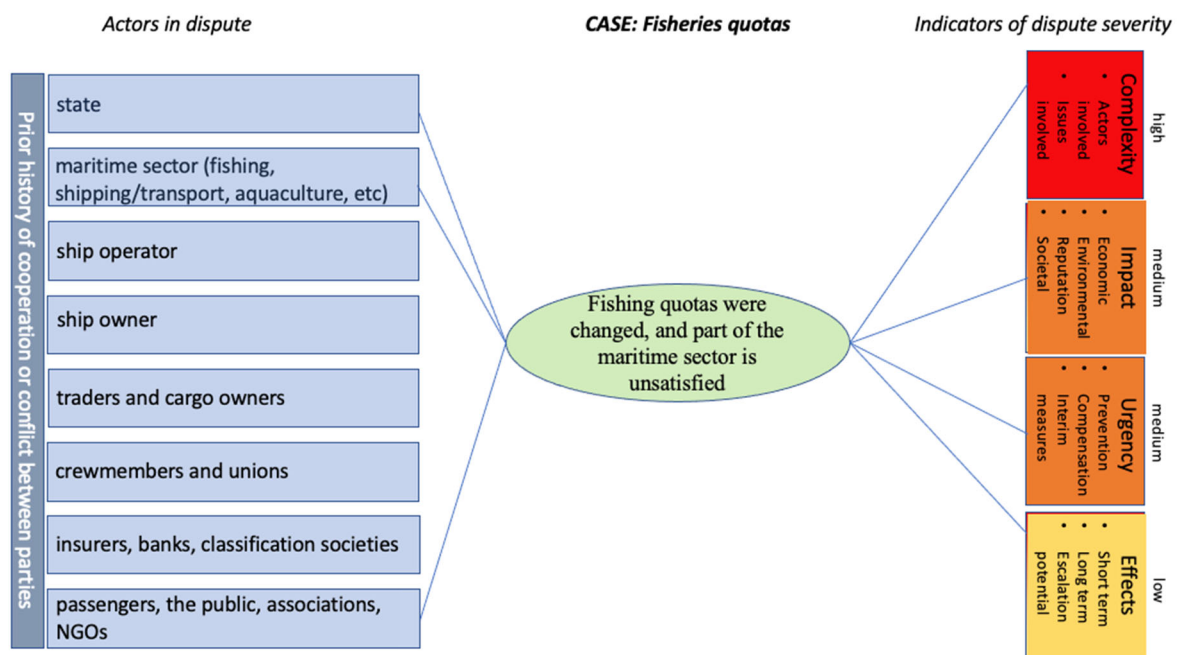 Actors in dispute
CASE: Fisheries quotas
Indicators of dispute severity
Prior history of cooperation or conflict between parties
state
maritime sector (fishing,
shipping/transport, aquaculture, etc)
ship operator
ship owner
traders and cargo owners
crewmembers and unions
insurers, banks, classification societies
passengers, the public, associations,
NGOs
Fishing quotas were
changed, and part of the
maritime sector is
unsatisfied
high
Complexity
• Actors
involved
• Issues
involved
medium
Impact
• Economic
• Environmental
• Reputation
• Societal
medium
Urgency
• Prevention
• Compensation
• Interim
measures
low
Effects
• Short term
• Long term
• Escalation
potential